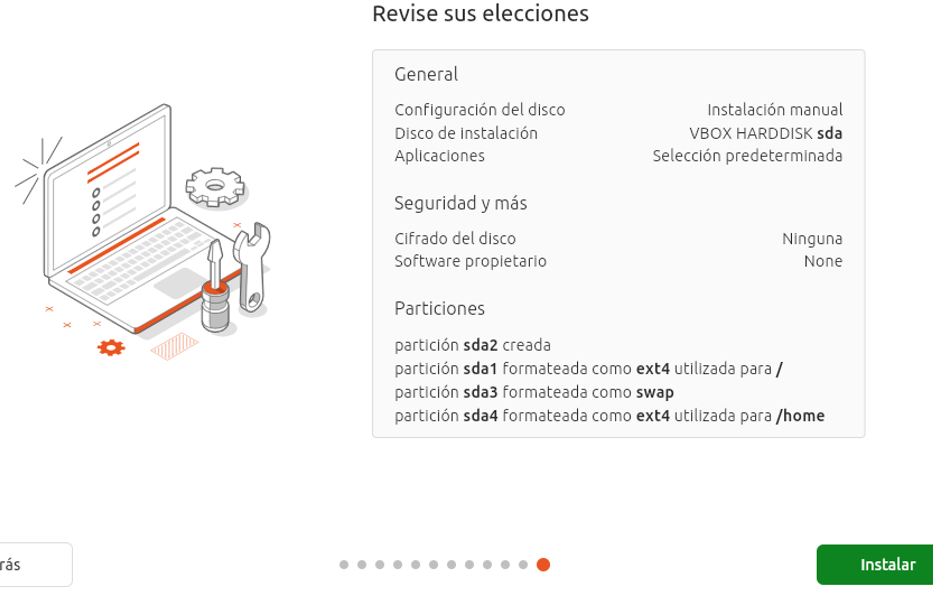 Revise sus elecciones
General
Configuración del disco Instalación manual
Disco de instalación VBOX HARDDISK sda
Aplicaciones Selección predeterminada
Seguridad y más
Cifrado del disco Ninguna
Software propietario None
Particiones
partición sda2 creada
partición sda1 formateada como ext4 utilizada para /
partición sda3 formateada como swap
partición sda4 formateada como ext4 utilizada para /home
rás Instalar